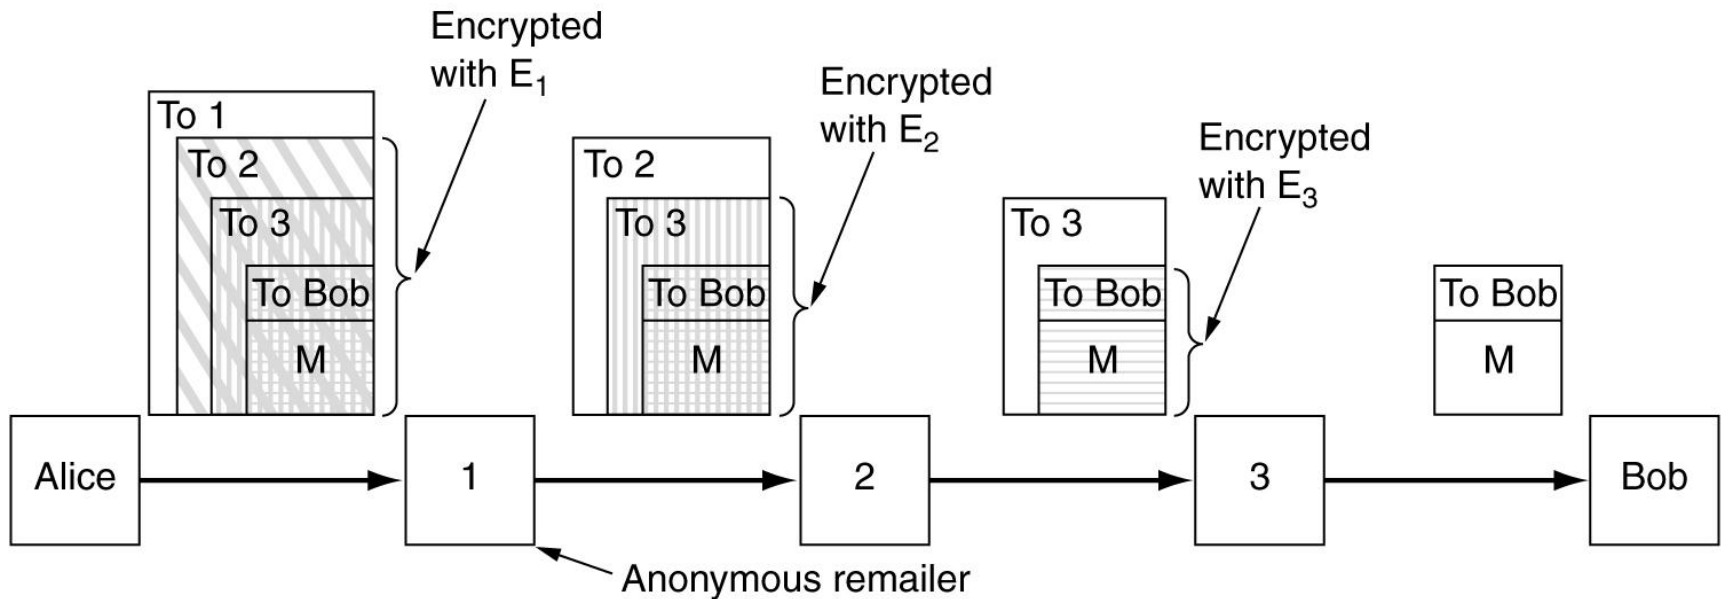 Encrypted
with E₁
Encrypted
with E₂
Encrypted
with E₃
To 1
To 2
To 3
To Bob
M
To 2
To 3
To Bob
M
To 3
To Bob
M
To Bob
M
Alice
1
2
3
Bob
Anonymous remailer